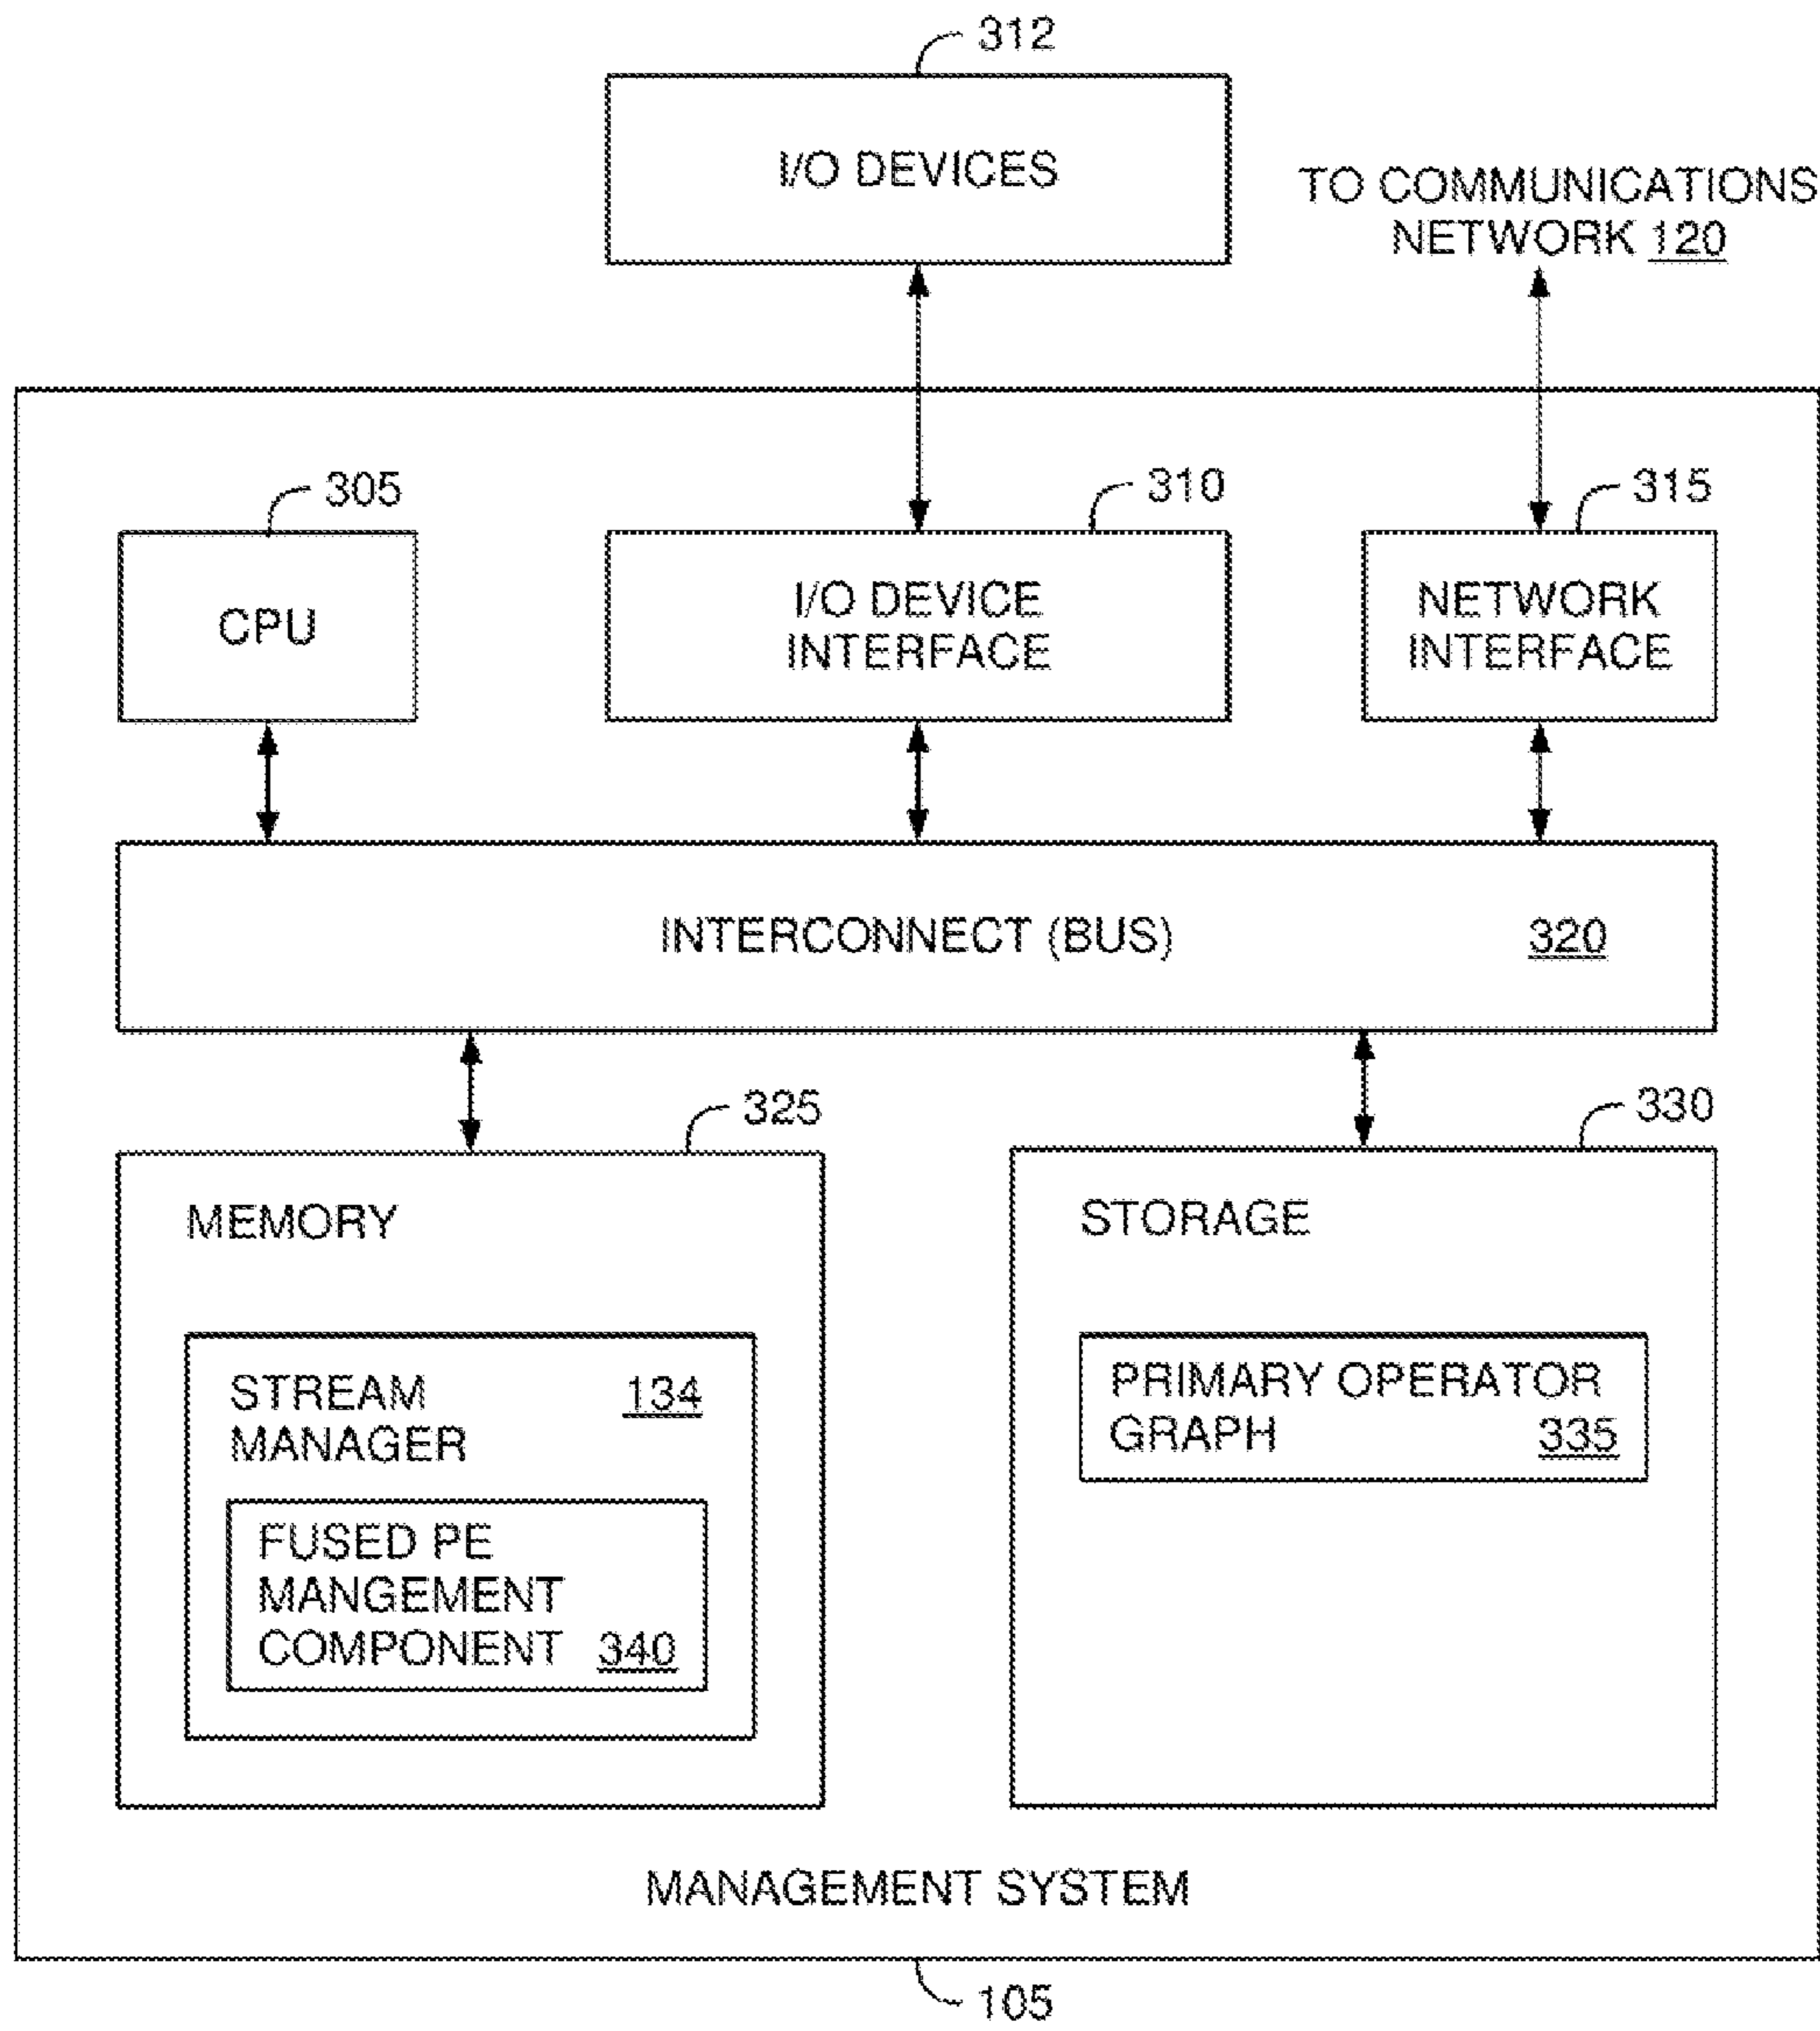 312
I/O DEVICES
TO COMMUNICATIONS
NETWORK 120
305
310
315
CPU
I/O DEVICE
INTERFACE
NETWORK
INTERFACE
INTERCONNECT (BUS) 320
325
330
MEMORY
STORAGE
STREAM 134
MANAGER
FUSED PE
MANGEMENT
COMPONENT 340
PRIMARY OPERATOR
GRAPH 335
MANAGEMENT SYSTEM
105